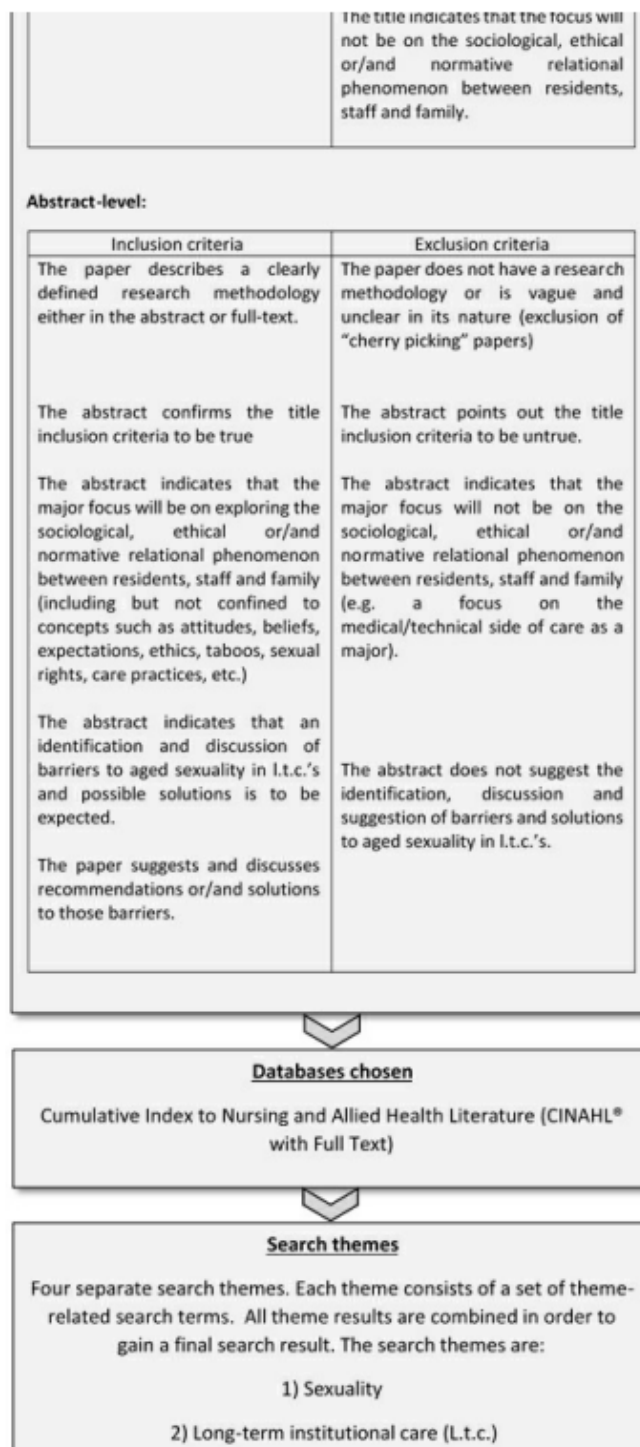 The title indicates that the focus will
not be on the sociological, ethical
or/and normative relational
phenomenon between residents,
staff and family.
Abstract-level:
Inclusion criteria
The paper describes a clearly
defined research methodology
either in the abstract or full-text.
The abstract confirms the title
inclusion criteria to be true
The abstract indicates that the
major focus will be on exploring the
sociological, ethical or/and
normative relational phenomenon
between residents, staff and family
(including but not confined to
concepts such as attitudes, beliefs,
expectations, ethics, taboos, sexual
rights, care practices, etc.)
The abstract indicates that an
identification and discussion of
barriers to aged sexuality in l.t.c.'s
and possible solutions is to be
expected.
The paper suggests and discusses
recommendations or/and solutions
to those barriers.
Exclusion criteria
The paper does not have a research
methodology or is vague and
unclear in its nature (exclusion of
“cherry picking” papers)
The abstract points out the title
inclusion criteria to be untrue.
The abstract indicates that the
major focus will not be on the
sociological, ethical or/and
normative relational phenomenon
between residents, staff and family
(e.g. a focus on the
medical/technical side of care as a
major).
The abstract does not suggest the
identification, discussion and
suggestion of barriers and solutions
to aged sexuality in l.t.c.'s.
Databases chosen
Cumulative Index to Nursing and Allied Health Literature (CINAHL®
with Full Text)
Search themes
Four separate search themes. Each theme consists of a set of theme-
related search terms. All theme results are combined in order to
gain a final search result. The search themes are:
1) Sexuality
2) Long-term institutional care (L.t.c.)